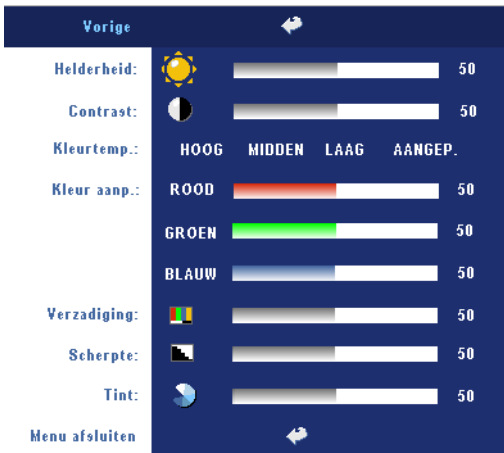 Vorige
Helderheid: 50
Contrast: 50
Kleurtemp.: HOOG MIDDEN LAAG AANGEP.
Kleur aanp.: ROOD 50
GROEN 50
BLAUW 50
Verzadiging: 50
Scherpte: 50
Tint: 50
Menu afsluiten